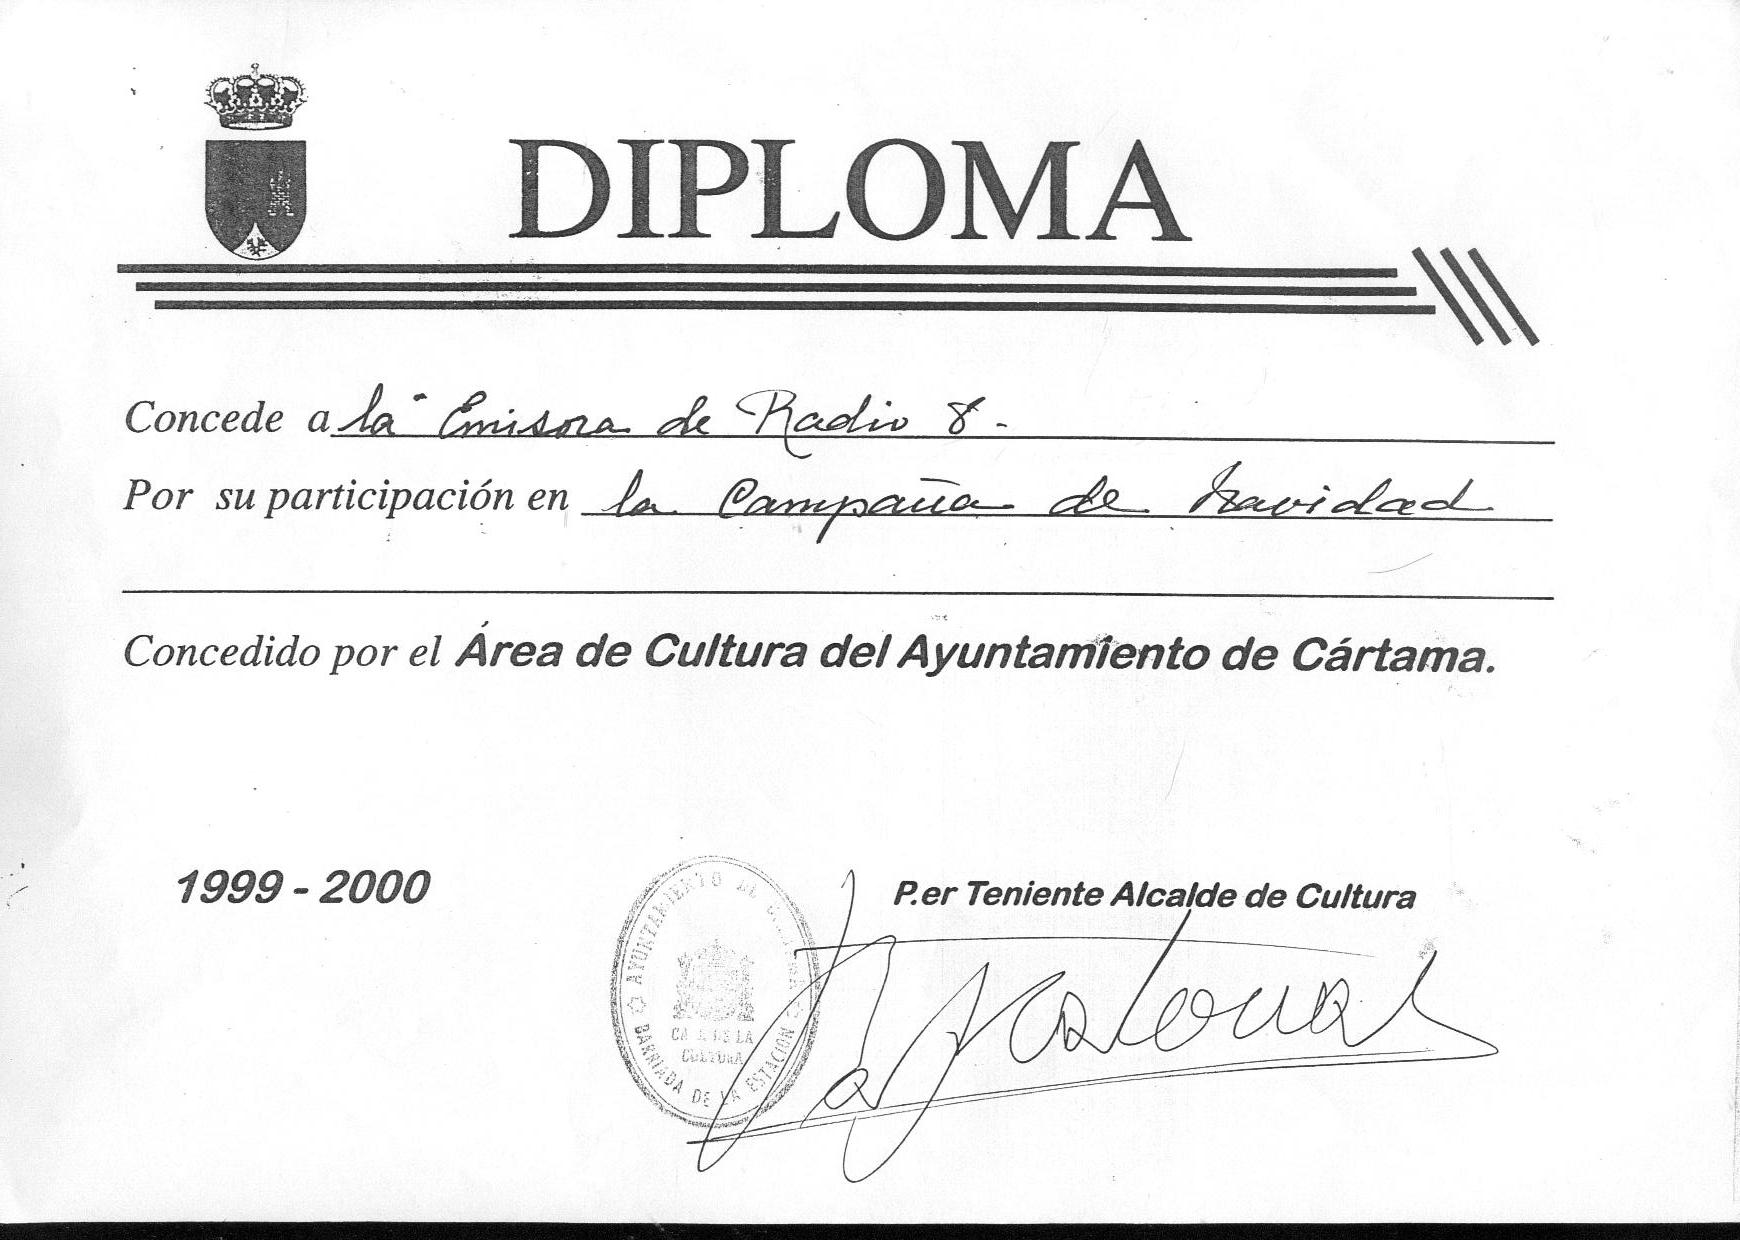 DIPLOMA
Concede a la Emisora de Radio 8.-
Por su participación en la Campaña de Navidad
Concedido por el Área de Cultura del Ayuntamiento de Cártama.
1999 - 2000
P.er Teniente Alcalde de Cultura
AYUNTAMIENTO DE CARTAMA
CASA DE LA
CULTURA
BARRIADA DE LA ESTACION